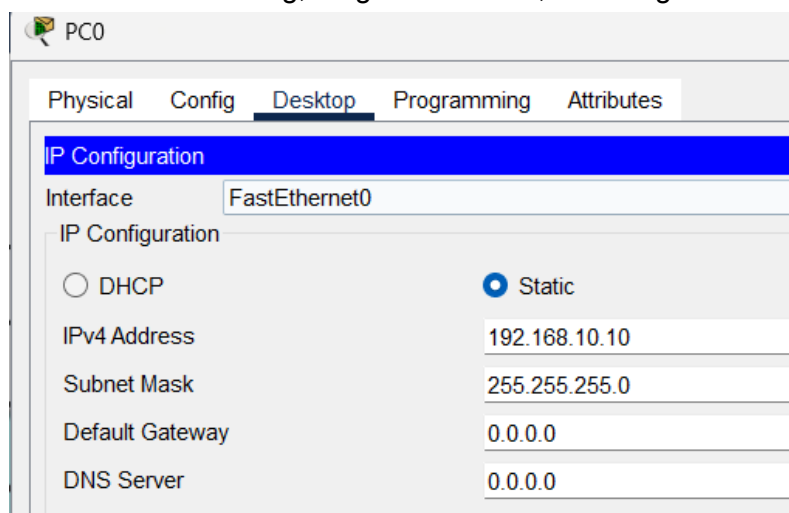 PC0
Physical Config Desktop Programming Attributes
IP Configuration
Interface FastEthernet0
IP Configuration
DHCP Static
IPv4 Address 192.168.10.10
Subnet Mask 255.255.255.0
Default Gateway 0.0.0.0
DNS Server 0.0.0.0